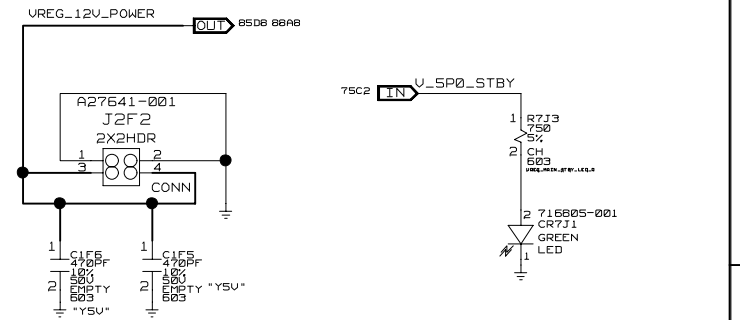 VREG_12V_POWER
OUT
85D8 88A8
A27641-001
J2F2
2X2HDR
1
2
3
4
CONN
1
C1F6
470PF
10%
50V
2
EMPTY
603
"Y5V"
1
C1F5
470PF
10%
50V
2
EMPTY
"Y5V"
603
75C2
IN
V_5P0_STBY
1
R7J3
750
5%
2
CH
603
2
716805-001
CR7J1
GREEN
LED
1